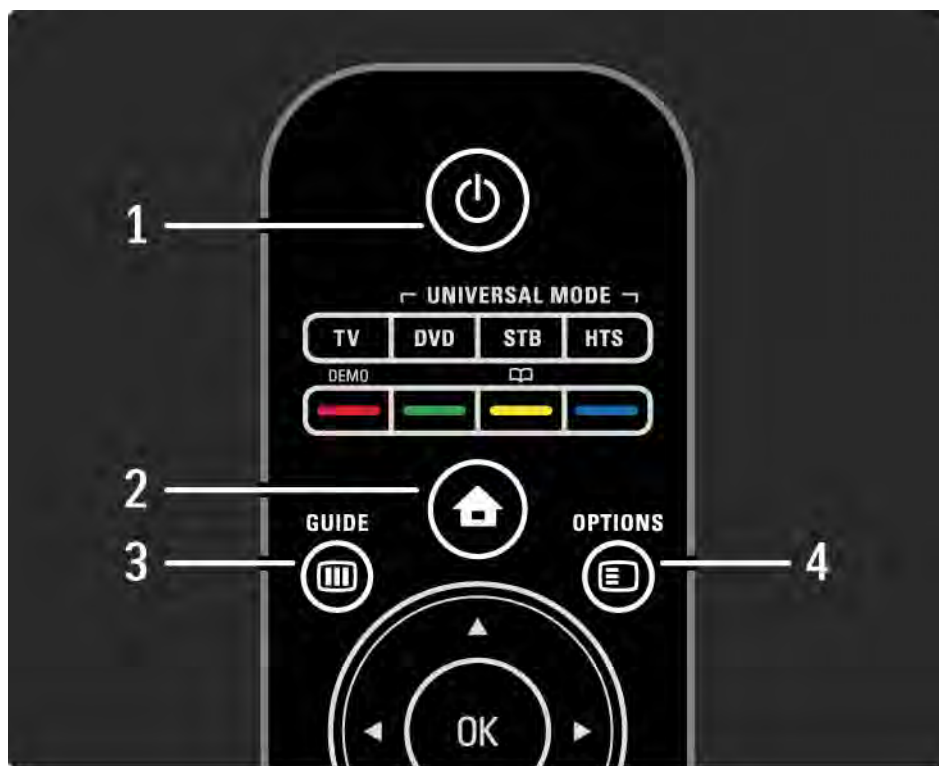 1
UNIVERSAL MODE
TV DVD STB HTS
DEMO
2
GUIDE OPTIONS
3 4
OK